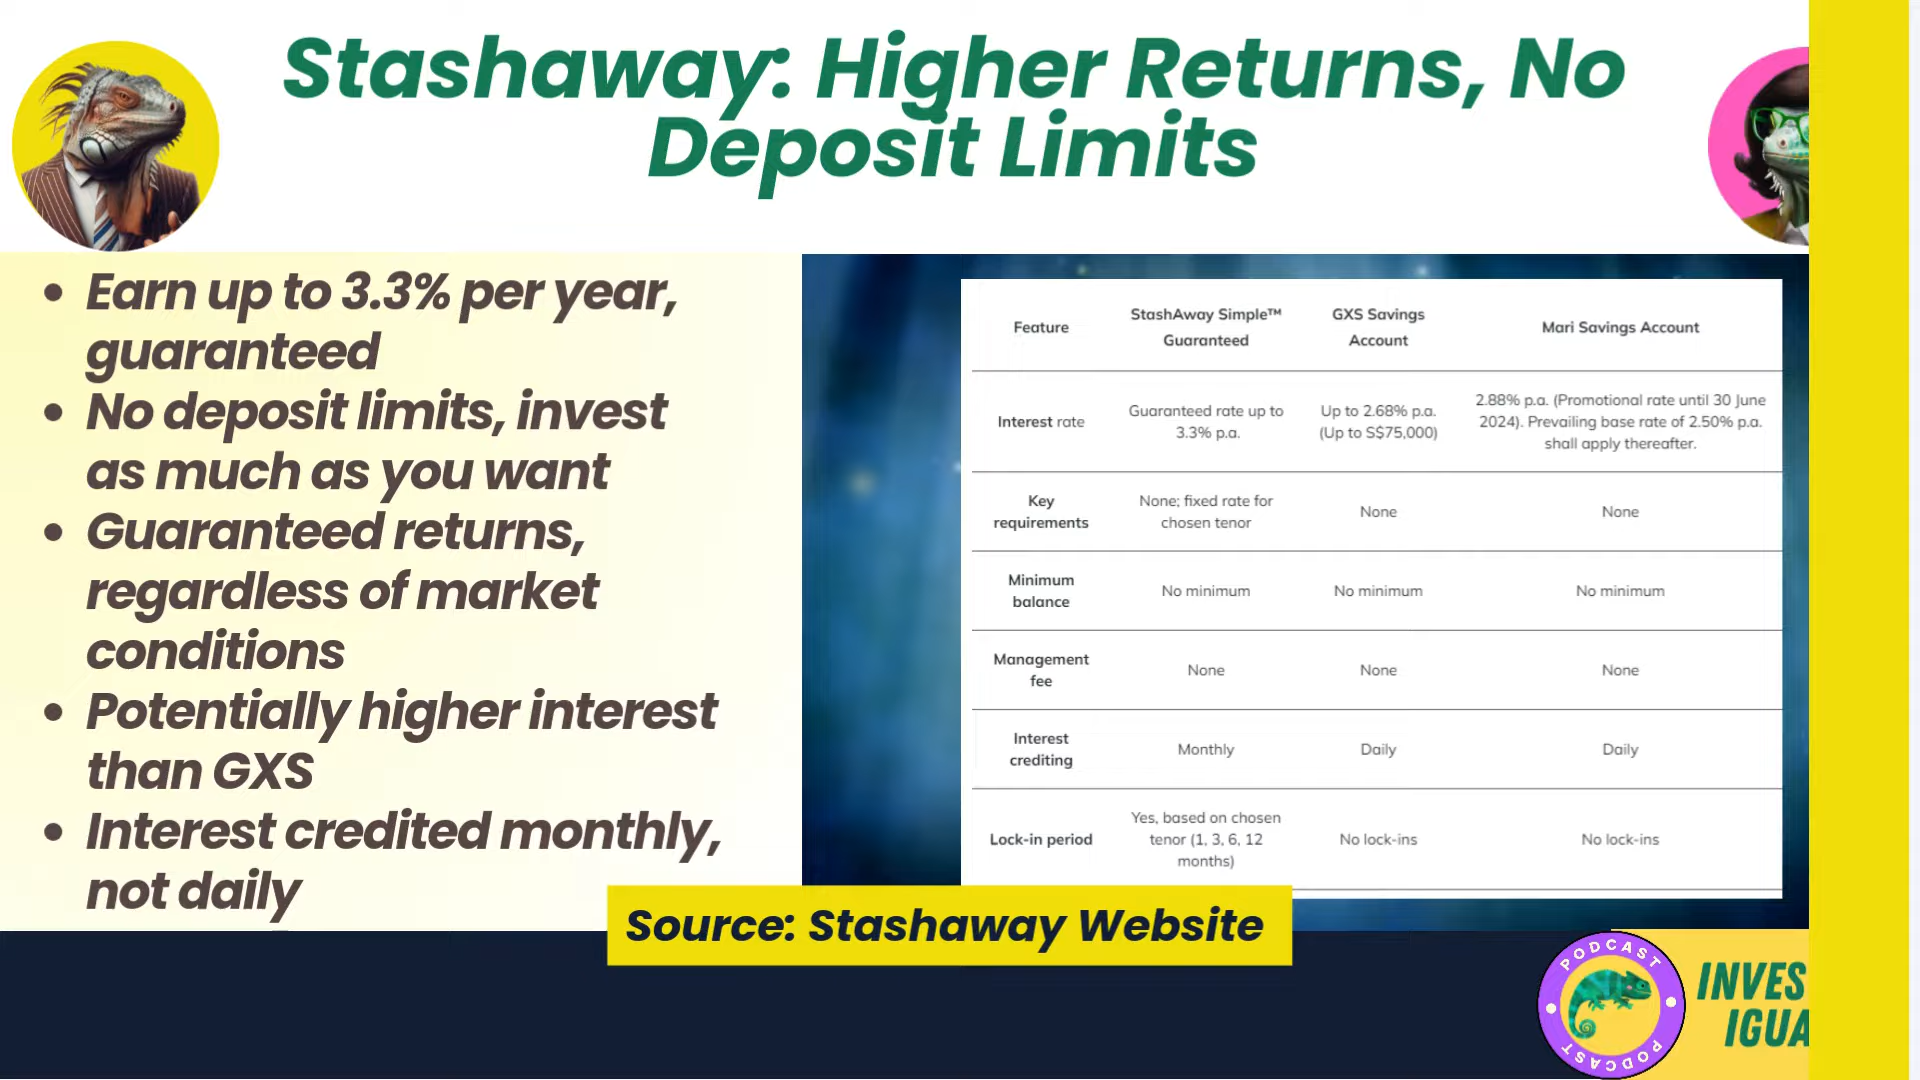 Stashaway: Higher Returns, No
Deposit Limits
• Earn up to 3.3% per year,
guaranteed
• No deposit limits, invest
as much as you want
• Guaranteed returns,
regardless of market
conditions
• Potentially higher interest
than GXS
• Interest credited monthly,
not daily
Feature
StashAway Simple™
Guaranteed
GXS Savings
Account
Mari Savings Account
Interest rate
Guaranteed rate up to
3.3% p.a.
Up to 2.68% p.a.
(Up to S$75,000)
2.88% p.a. (Promotional rate until 30 June
2024). Prevailing base rate of 2.50% p.a.
shall apply thereafter.
Key
requirements
None; fixed rate for
chosen tenor
None
None
Minimum
balance
No minimum
No minimum
No minimum
Management
fee
None
None
None
Interest
crediting
Monthly
Daily
Daily
Lock-in period
Yes, based on chosen
tenor (1, 3, 6, 12
months)
No lock-ins
No lock-ins
Source: Stashaway Website
PODCAST
PODCAST
INVES
IGUA